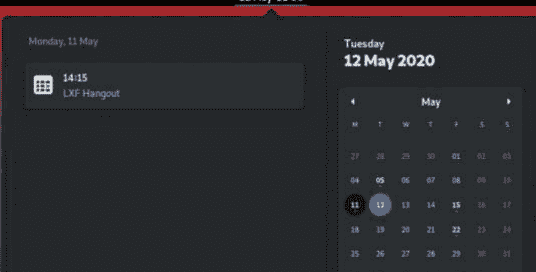 Monday, 11 May
14:15
LXF Hangout
Tuesday
12 May 2020
May
M T W T F S S
27 28 29 30 01 02 03
04 05 06 07 08 09 10
11 12 13 14 15 16 17
18 19 20 21 22 23 24
25 26 27 28 29 30 31